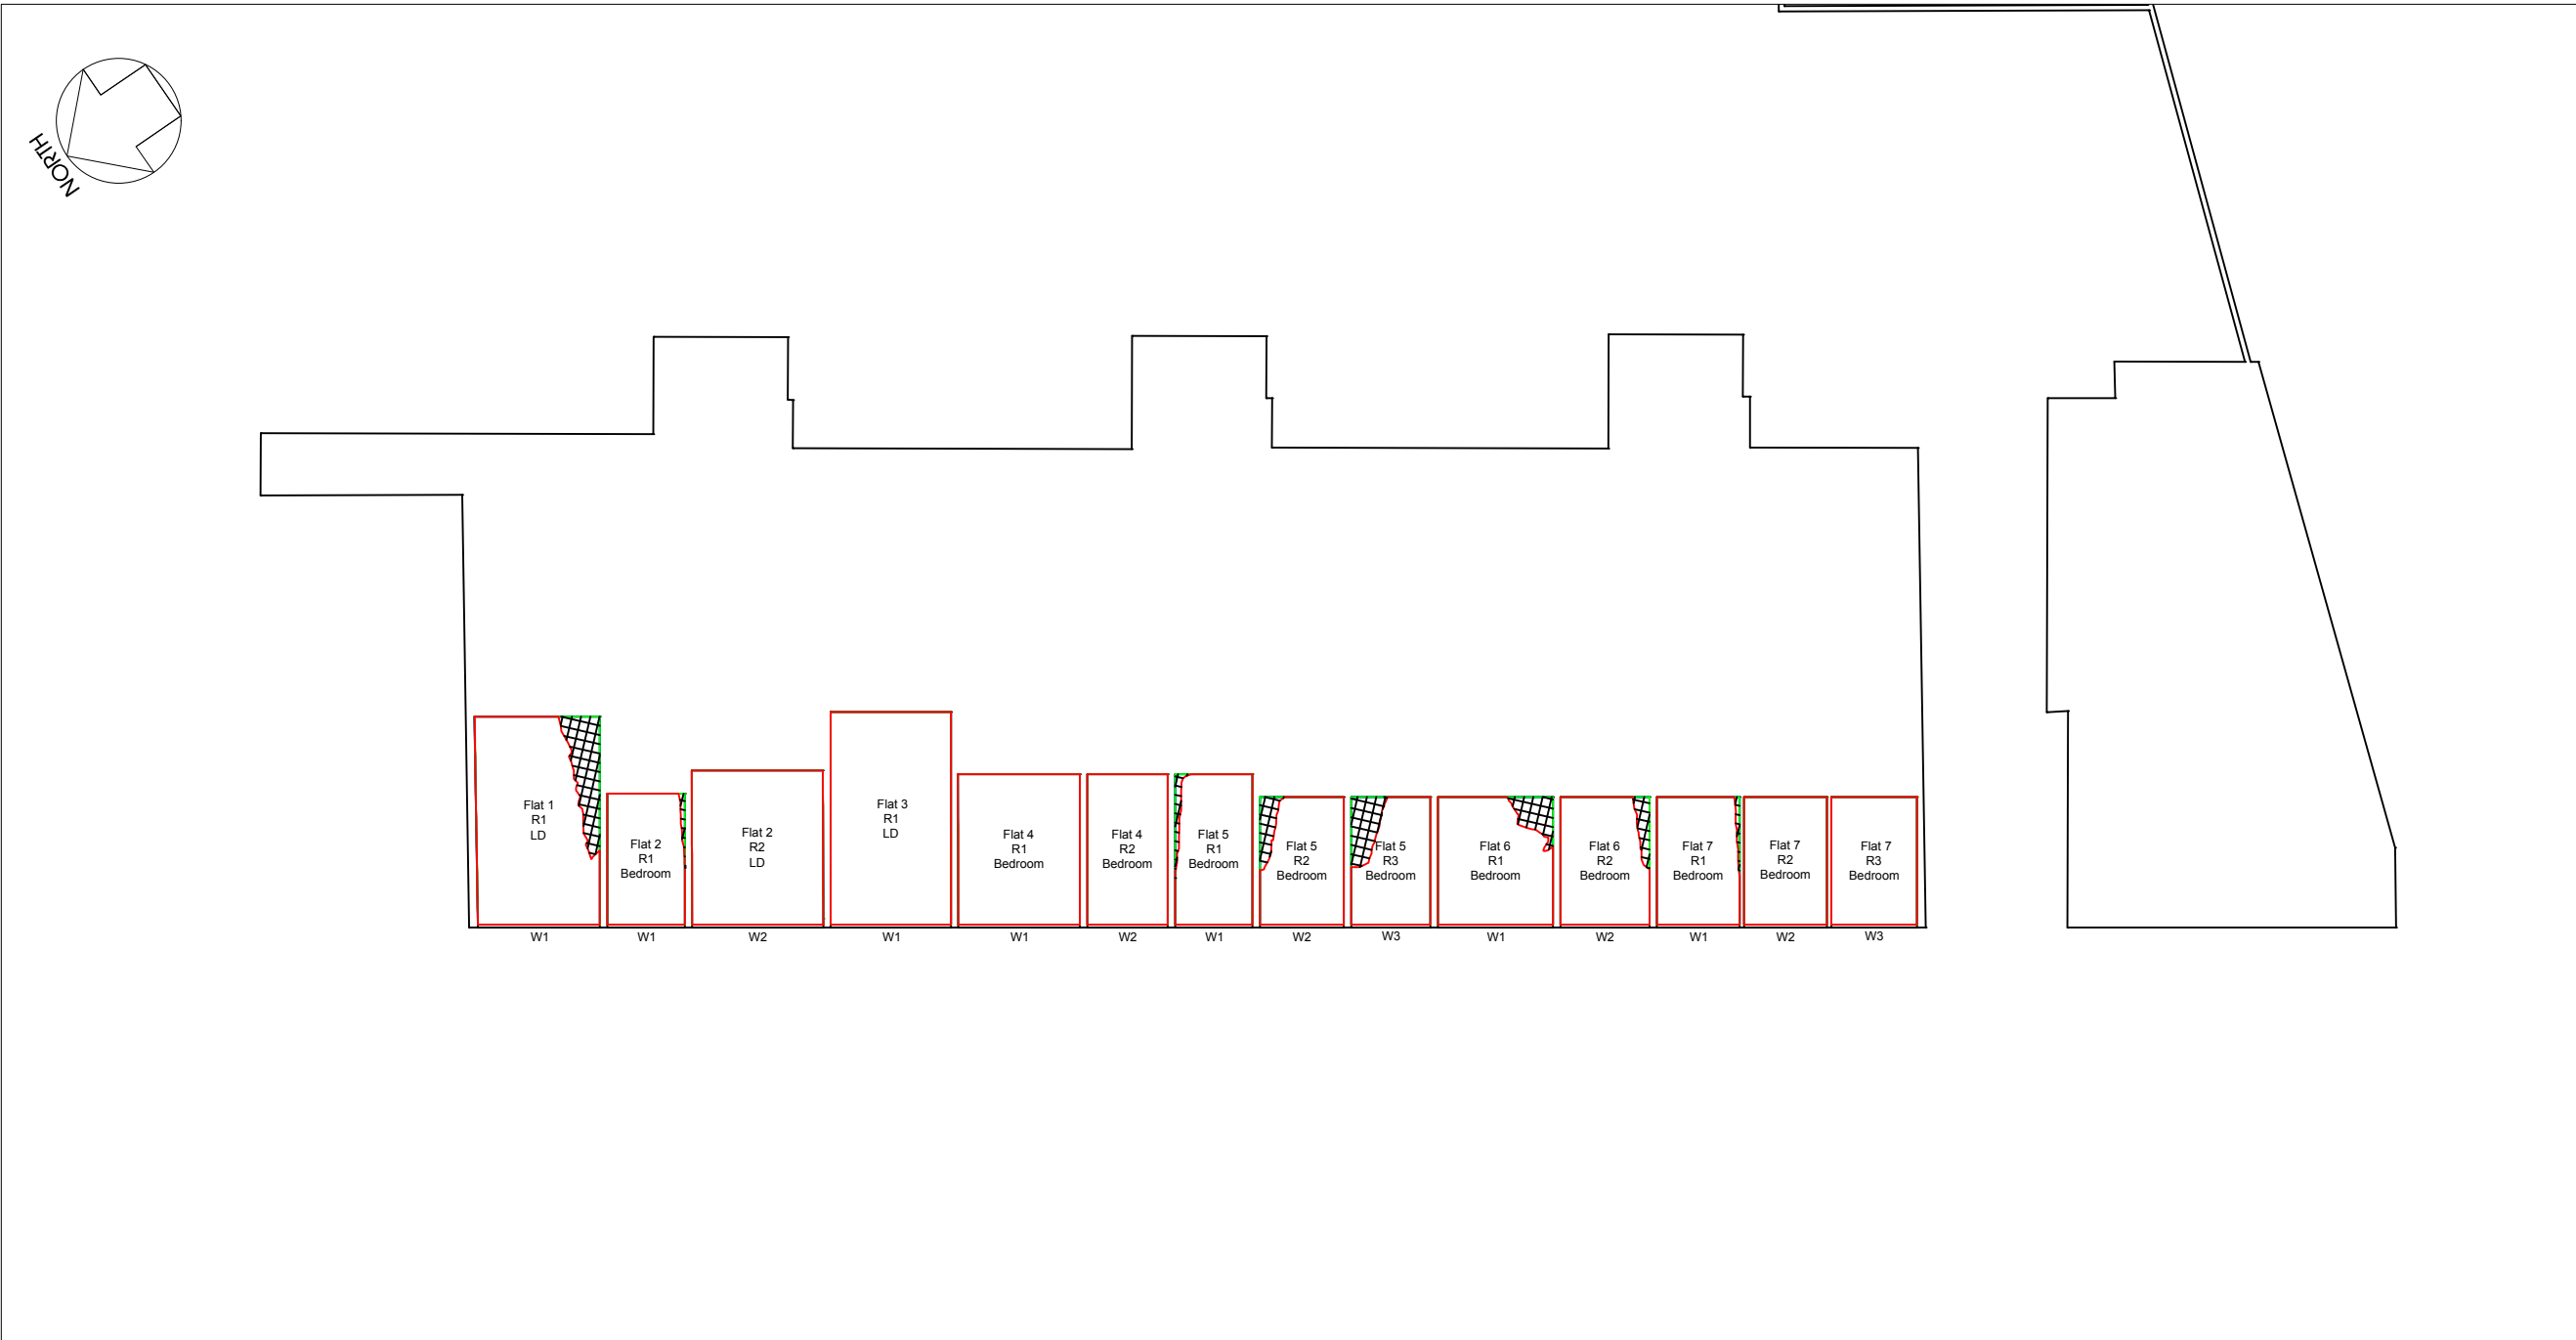 NORTH
Flat 1
R1
LD
Flat 2
R1
Bedroom
Flat 2
R2
LD
Flat 3
R1
LD
Flat 4
R1
Bedroom
Flat 4
R2
Bedroom
Flat 5
R1
Bedroom
Flat 5
R2
Bedroom
Flat 5
R3
Bedroom
Flat 6
R1
Bedroom
Flat 6
R2
Bedroom
Flat 7
R1
Bedroom
Flat 7
R2
Bedroom
Flat 7
R3
Bedroom
W1
W1
W2
W1
W1
W2
W1
W2
W3
W1
W2
W1
W2
W3